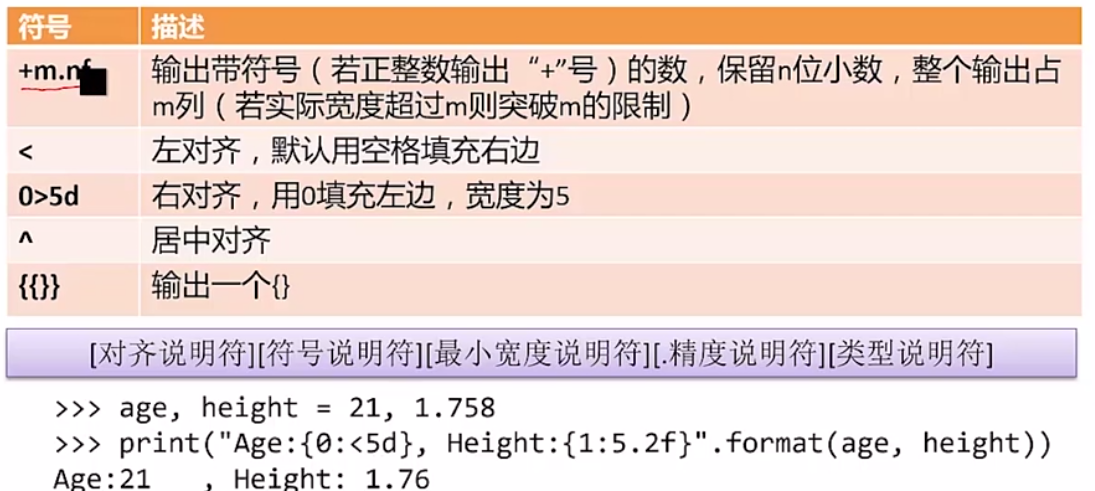 符号 描述
+m.nf 输出带符号（若正整数输出“+”号）的数，保留n位小数，整个输出占
m列（若实际宽度超过m则突破m的限制）
< 左对齐，默认用空格填充右边
0>5d 右对齐，用0填充左边，宽度为5
^ 居中对齐
{{}} 输出一个{}
[对齐说明符][符号说明符][最小宽度说明符][.精度说明符][类型说明符]
>>> age, height = 21, 1.758
>>> print("Age:{0:<5d}, Height:{1:5.2f}".format(age, height))
Age:21   , Height: 1.76